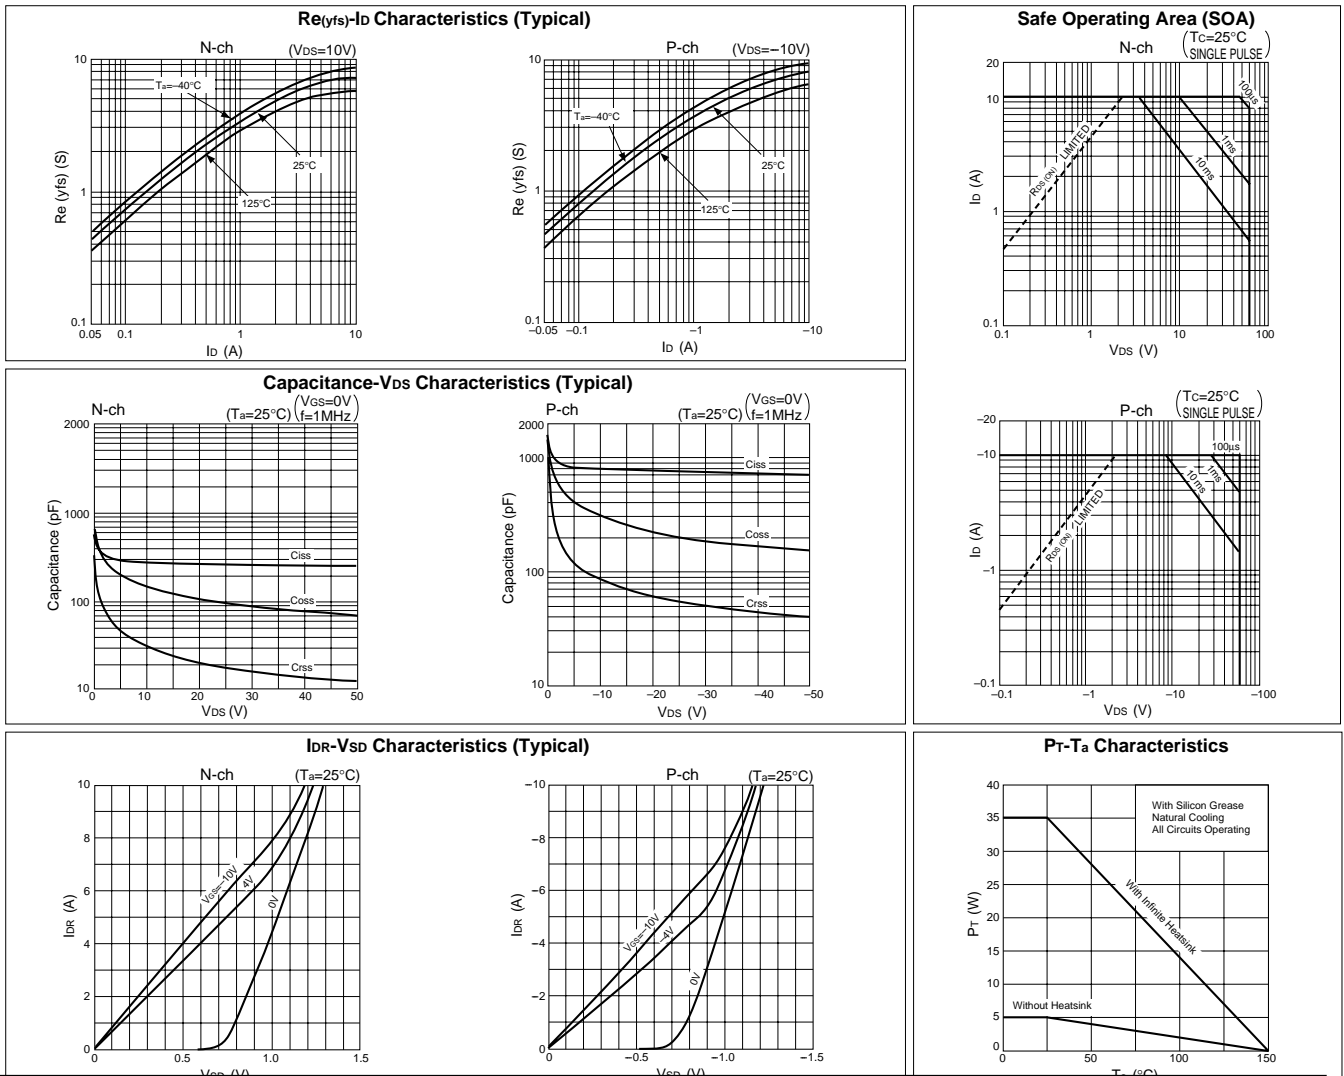 Re(yfs)-ID Characteristics (Typical)
N-ch
(VDS=10V)
10
1
0.1
Re (yfs) (S)
Ta=–40°C
25°C
125°C
0.05 0.1 1 10
ID (A)
P-ch
(VDS=–10V)
10
1
0.1
Re (yfs) (S)
Ta=–40°C
25°C
125°C
–0.05 –0.1 –1 –10
ID (A)
Safe Operating Area (SOA)
N-ch
(TC=25°C
SINGLE PULSE)
20
10
1
0.1
ID (A)
RDS (ON) LIMITED
100µs
1ms
10 ms
0.1 1 10 100
VDS (V)
P-ch
(TC=25°C
SINGLE PULSE)
–20
–10
–1
–0.1
ID (A)
RDS (ON) LIMITED
100µs
1ms
10 ms
–0.1 –1 –10 –100
VDS (V)
Capacitance-VDS Characteristics (Typical)
N-ch
(Ta=25°C)
(VGS=0V
f=1MHz)
2000
1000
100
10
Capacitance (pF)
Ciss
Coss
Crss
0 10 20 30 40 50
VDS (V)
P-ch
(Ta=25°C)
(VGS=0V
f=1MHz)
2000
1000
100
10
Capacitance (pF)
Ciss
Coss
Crss
0 –10 –20 –30 –40 –50
VDS (V)
IDR-VSD Characteristics (Typical)
N-ch
(Ta=25°C)
10
8
6
4
2
0
IDR (A)
VGS=–10V
4V
0V
0 0.5 1.0 1.5
VSD (V)
P-ch
(Ta=25°C)
–10
–8
–6
–4
–2
0
IDR (A)
VGS=–10V
–4V
0V
0 –0.5 –1.0 –1.5
VSD (V)
PT-Ta Characteristics
40
35
30
25
20
15
10
5
0
PT (W)
With Silicon Grease
Natural Cooling
All Circuits Operating
With Infinite Heatsink
Without Heatsink
0 50 100 150
Ta (°C)